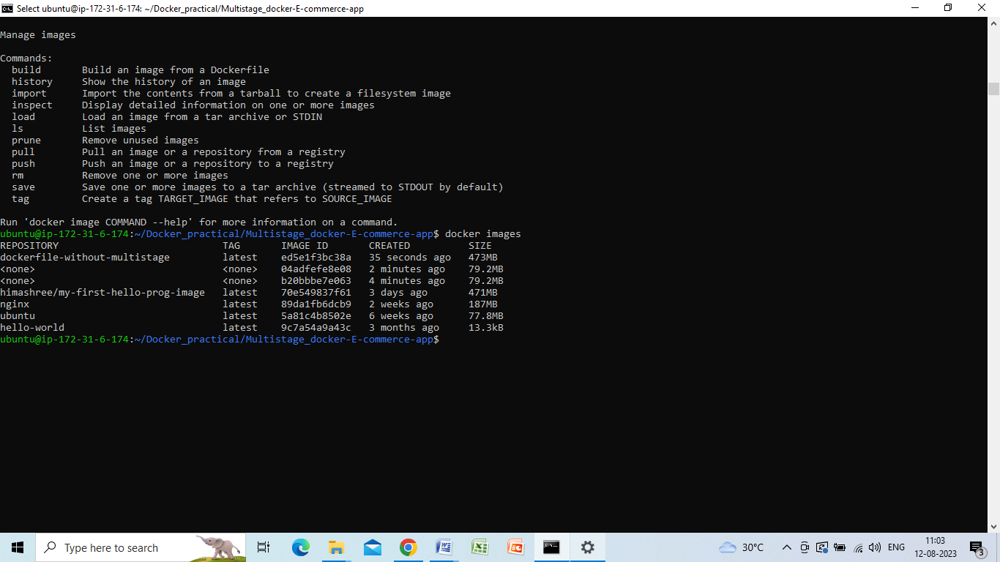 Select ubuntu@ip-172-31-6-174: ~/Docker_practical/Multistage_docker-E-commerce-app
Manage images
Commands:
build Build an image from a Dockerfile
history Show the history of an image
import Import the contents from a tarball to create a filesystem image
inspect Display detailed information on one or more images
load Load an image from a tar archive or STDIN
ls List images
prune Remove unused images
pull Pull an image or a repository from a registry
push Push an image or a repository to a registry
rm Remove one or more images
save Save one or more images to a tar archive (streamed to STDOUT by default)
tag Create a tag TARGET_IMAGE that refers to SOURCE_IMAGE
Run 'docker image COMMAND --help' for more information on a command.
ubuntu@ip-172-31-6-174:~/Docker_practical/Multistage_docker-E-commerce-app$ docker images
REPOSITORY TAG IMAGE ID CREATED SIZE
dockerfile-without-multistage latest ed5e1f3bc38a 35 seconds ago 473MB
<none> <none> 04adfefe8e08 2 minutes ago 79.2MB
<none> <none> b20bbbe7e063 4 minutes ago 79.2MB
himashree/my-first-hello-prog-image latest 70e549837f61 3 days ago 471MB
nginx latest 89da1fb6dcb9 2 weeks ago 187MB
ubuntu latest 5a81c4b8502e 6 weeks ago 77.8MB
hello-world latest 9c7a54a9a43c 3 months ago 13.3kB
ubuntu@ip-172-31-6-174:~/Docker_practical/Multistage_docker-E-commerce-app$
Type here to search
30°C
ENG
11:03
12-08-2023
3